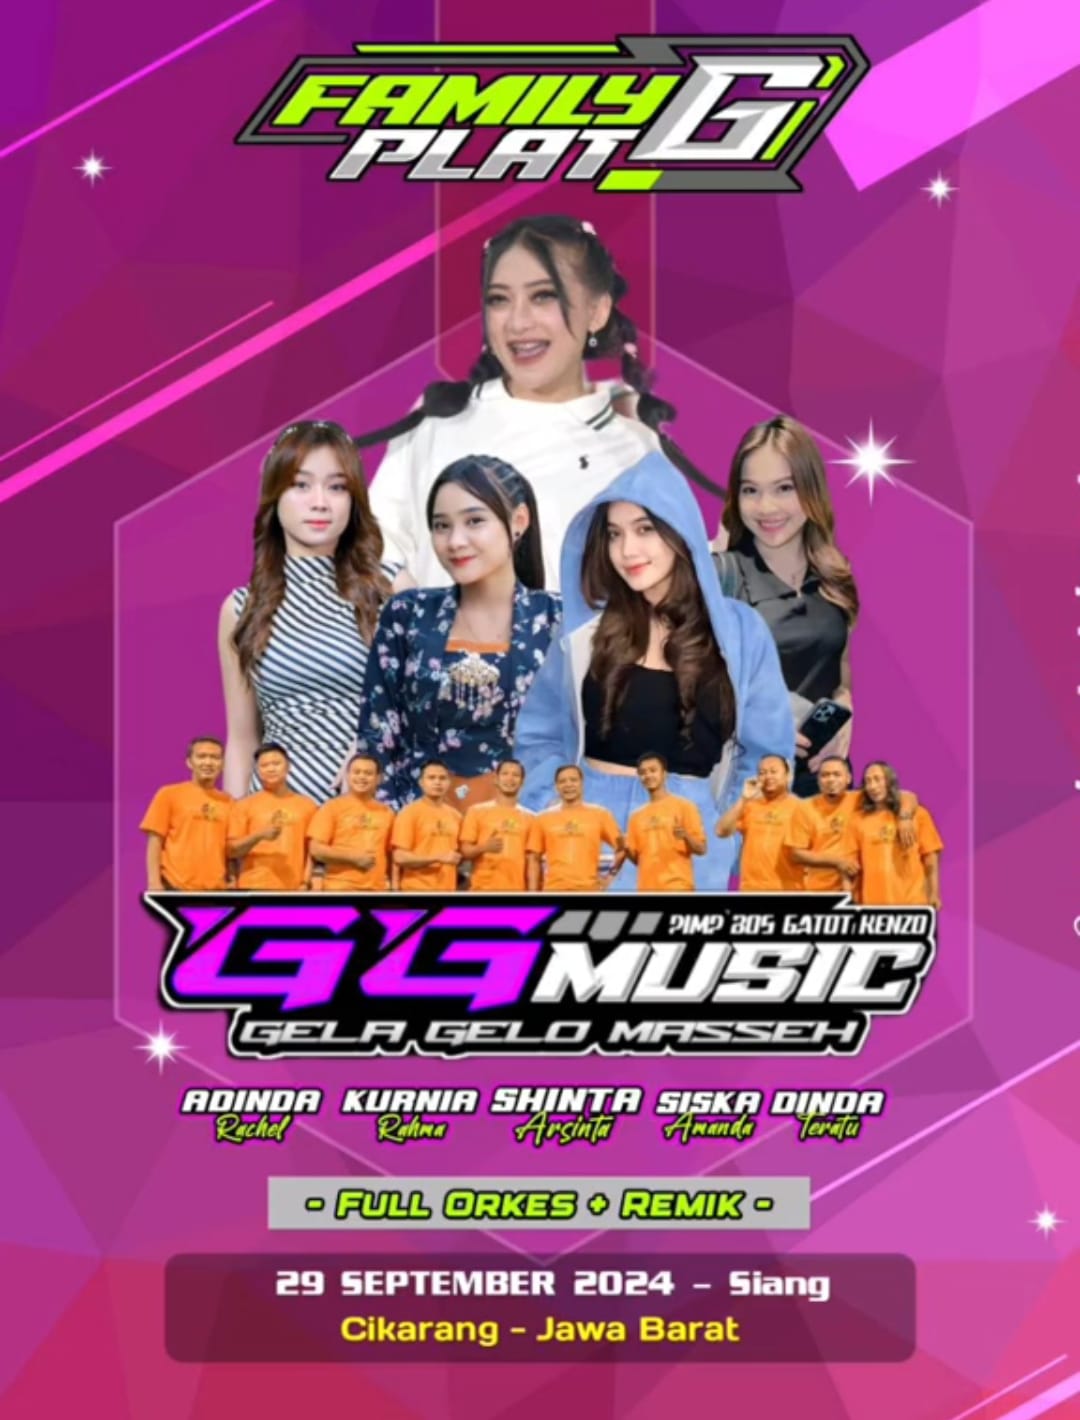 FAMILY G
PLAT
PIMP BOS GATOT KENZO
GG MUSIC
GELA GELO MASSEH
ADINDA KURNIA SHINTA SISKA DINDA
Rachel Rahma Arsinta Amanda Teratu
- FULL ORKES + REMIK -
29 SEPTEMBER 2024 - Siang
Cikarang - Jawa Barat